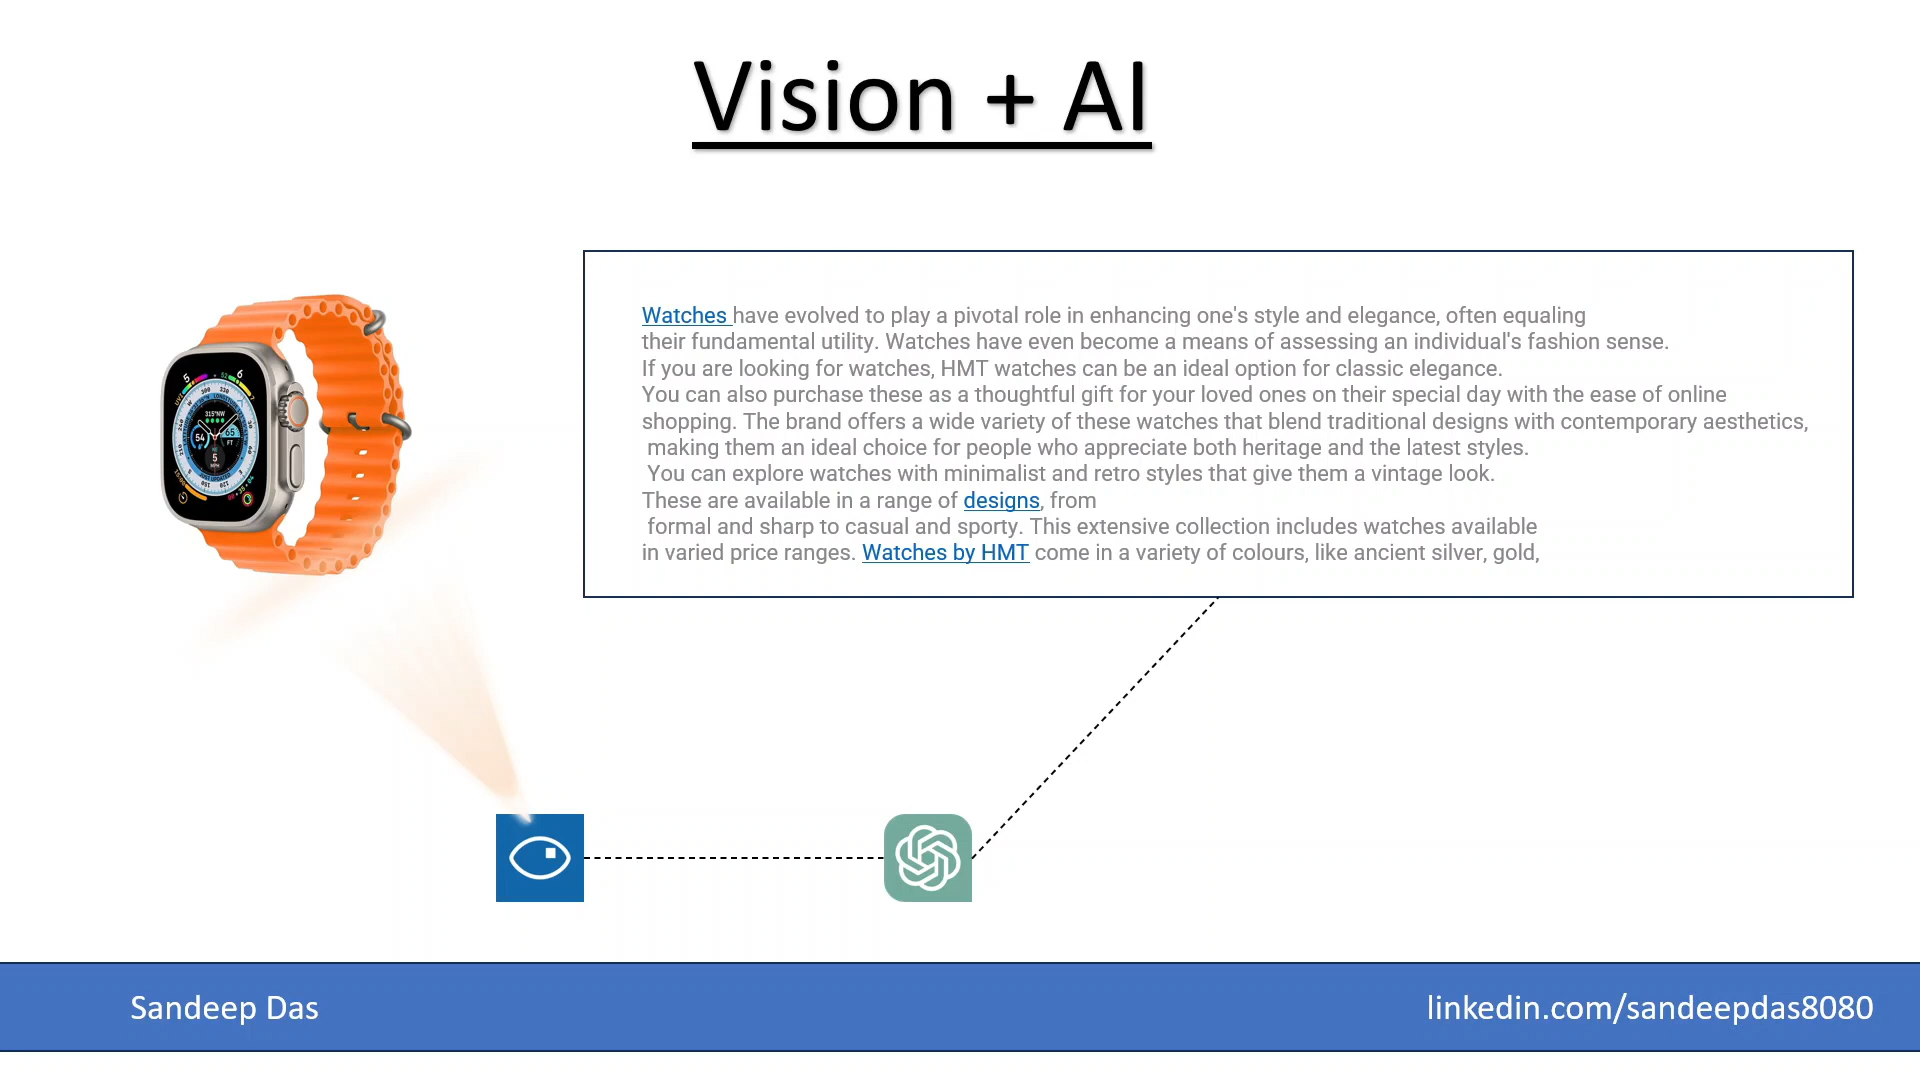 Vision + AI
Watches have evolved to play a pivotal role in enhancing one's style and elegance, often equaling
their fundamental utility. Watches have even become a means of assessing an individual's fashion sense.
If you are looking for watches, HMT watches can be an ideal option for classic elegance.
You can also purchase these as a thoughtful gift for your loved ones on their special day with the ease of online
shopping. The brand offers a wide variety of these watches that blend traditional designs with contemporary aesthetics,
making them an ideal choice for people who appreciate both heritage and the latest styles.
You can explore watches with minimalist and retro styles that give them a vintage look.
These are available in a range of designs, from
formal and sharp to casual and sporty. This extensive collection includes watches available
in varied price ranges. Watches by HMT come in a variety of colours, like ancient silver, gold,
315°NW
54
65
FT
5
Sandeep Das
linkedin.com/sandeepdas8080